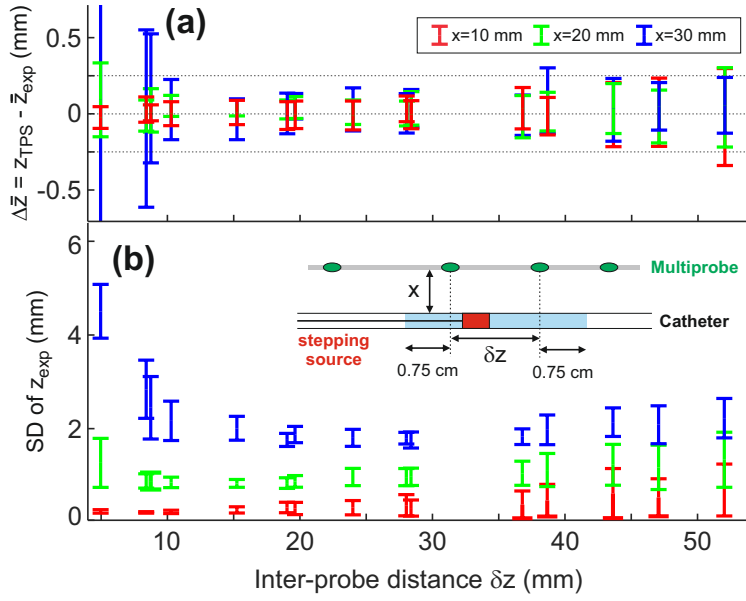 (a)
x=10 mm
x=20 mm
x=30 mm
Δz̄ = z̄TPS - z̄exp (mm)
0.5
0
-0.5
(b)
Multiprobe
x
Catheter
stepping
source
δz
0.75 cm
0.75 cm
SD of zexp (mm)
6
4
2
0
10
20
30
40
50
Inter-probe distance δz (mm)